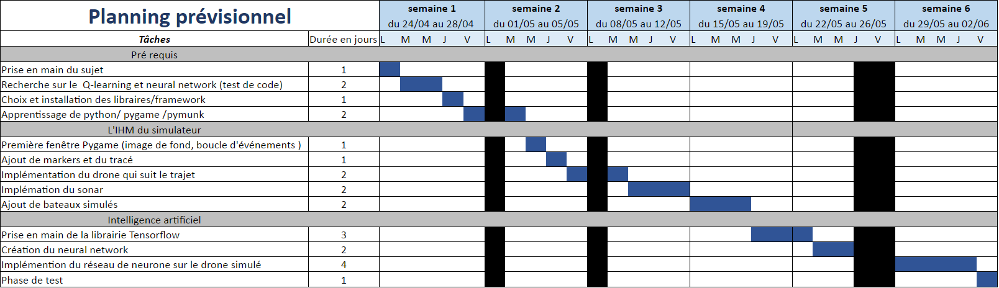 Planning prévisionnel
semaine 1 semaine 2 semaine 3 semaine 4 semaine 5 semaine 6
du 24/04 au 28/04 du 01/05 au 05/05 du 08/05 au 12/05 du 15/05 au 19/05 du 22/05 au 26/05 du 29/05 au 02/06
Tâches Durée en jours L M M J V L M M J V L M M J V L M M J V L M M J V L M M J V
Pré requis
Prise en main du sujet 1
Recherche sur le Q-learning et neural network (test de code) 2
Choix et installation des libraires/framework 1
Apprentissage de python/ pygame /pymunk 2
L'IHM du simulateur
Première fenêtre Pygame (image de fond, boucle d'événements ) 1
Ajout de markers et du tracé 1
Implémentation du drone qui suit le trajet 2
Implémation du sonar 2
Ajout de bateaux simulés 2
Intelligence artificiel
Prise en main de la librairie Tensorflow 3
Création du neural network 2
Implémention du réseau de neurone sur le drone simulé 4
Phase de test 1